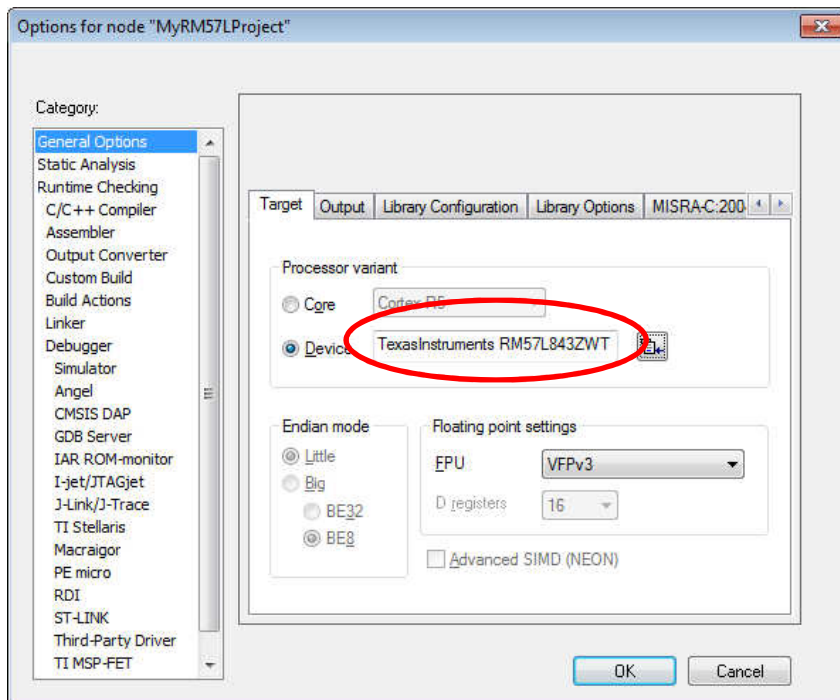 Options for node "MyRM57LProject"
Category:
General Options
Static Analysis
Runtime Checking
C/C++ Compiler
Assembler
Output Converter
Custom Build
Build Actions
Linker
Debugger
Simulator
Angel
CMSIS DAP
GDB Server
IAR ROM-monitor
I-jet/JTAGjet
J-Link/J-Trace
TI Stellaris
Macraigor
PE micro
RDI
ST-LINK
Third-Party Driver
TI MSP-FET
Target Output Library Configuration Library Options MISRA-C:200
Processor variant
Core Cortex-R5
Device TexasInstruments RM57L843ZWT
Endian mode
Little
Big
BE32
BE8
Floating point settings
FPU VFPv3
D registers 16
Advanced SIMD (NEON)
OK Cancel